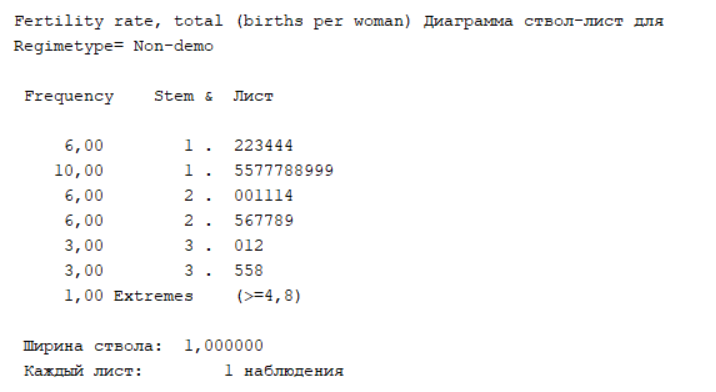 Fertility rate, total (births per woman) Диаграмма ствол-лист для
Regimetype= Non-demo
Frequency Stem & Лист
6,00 1 . 223444
10,00 1 . 5577788999
6,00 2 . 001114
6,00 2 . 567789
3,00 3 . 012
3,00 3 . 558
1,00 Extremes (>=4,8)
Ширина ствола: 1,000000
Каждый лист: 1 наблюдения